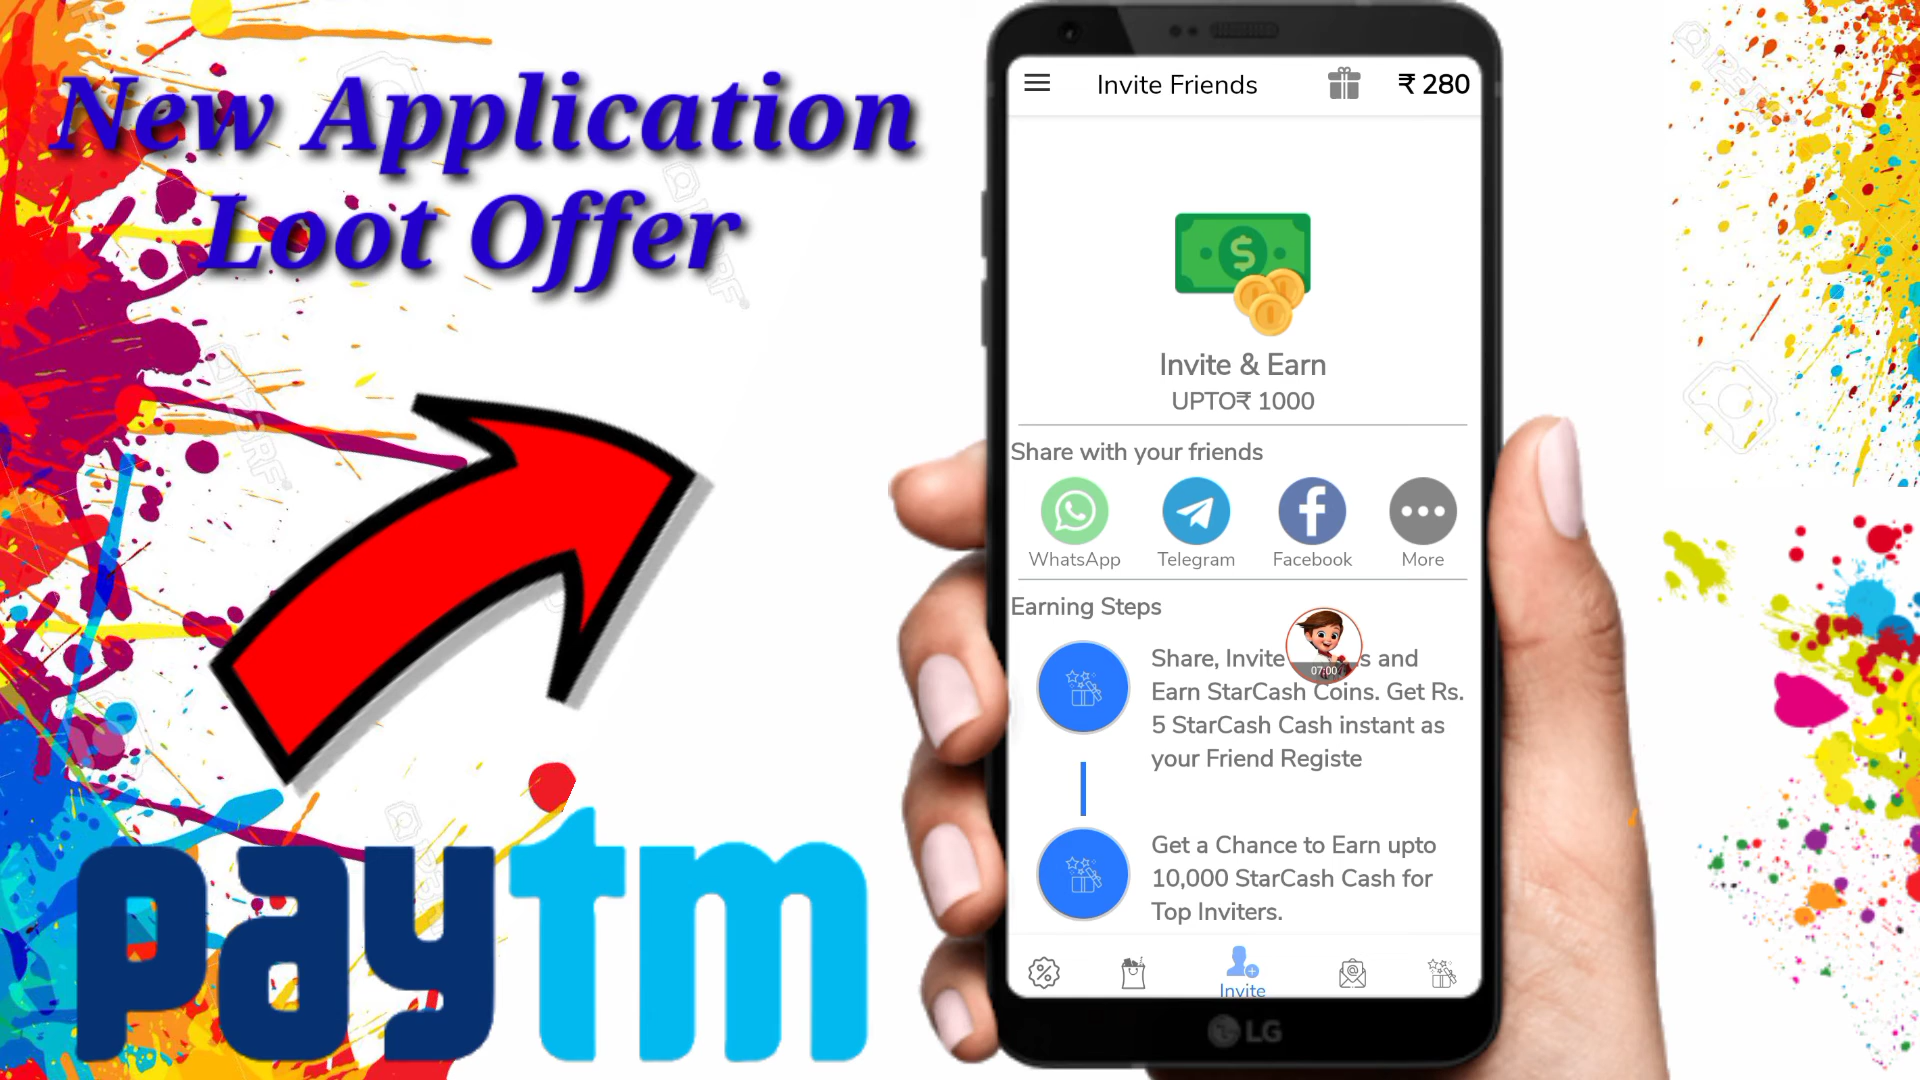 New Application
Loot Offer
paytm
Invite Friends
₹ 280
Invite & Earn
UPTO₹ 1000
Share with your friends
WhatsApp
Telegram
Facebook
More
Earning Steps
Share, Invite s and
Earn StarCash Coins. Get Rs.
5 StarCash Cash instant as
your Friend Registe
07:00
Get a Chance to Earn upto
10,000 StarCash Cash for
Top Inviters.
Invite
LG